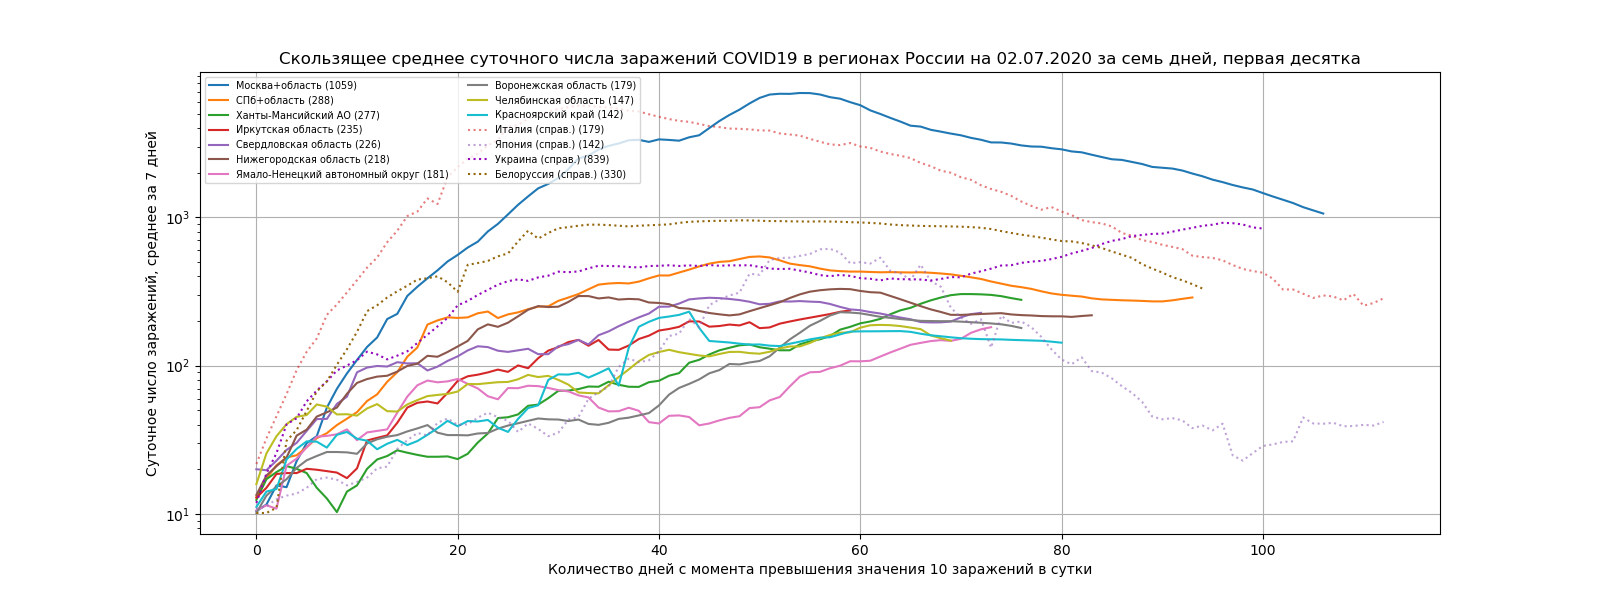 Скользящее среднее суточного числа заражений COVID19 в регионах России на 02.07.2020 за семь дней, первая десятка
Москва+область (1059)
СПб+область (288)
Ханты-Мансийский АО (277)
Иркутская область (235)
Свердловская область (226)
Нижегородская область (218)
Ямало-Ненецкий автономный округ (181)
Воронежская область (179)
Челябинская область (147)
Красноярский край (142)
Италия (справ.) (179)
Япония (справ.) (142)
Украина (справ.) (839)
Белоруссия (справ.) (330)
Суточное число заражений, среднее за 7 дней
10³
10²
10¹
0 20 40 60 80 100
Количество дней с момента превышения значения 10 заражений в сутки